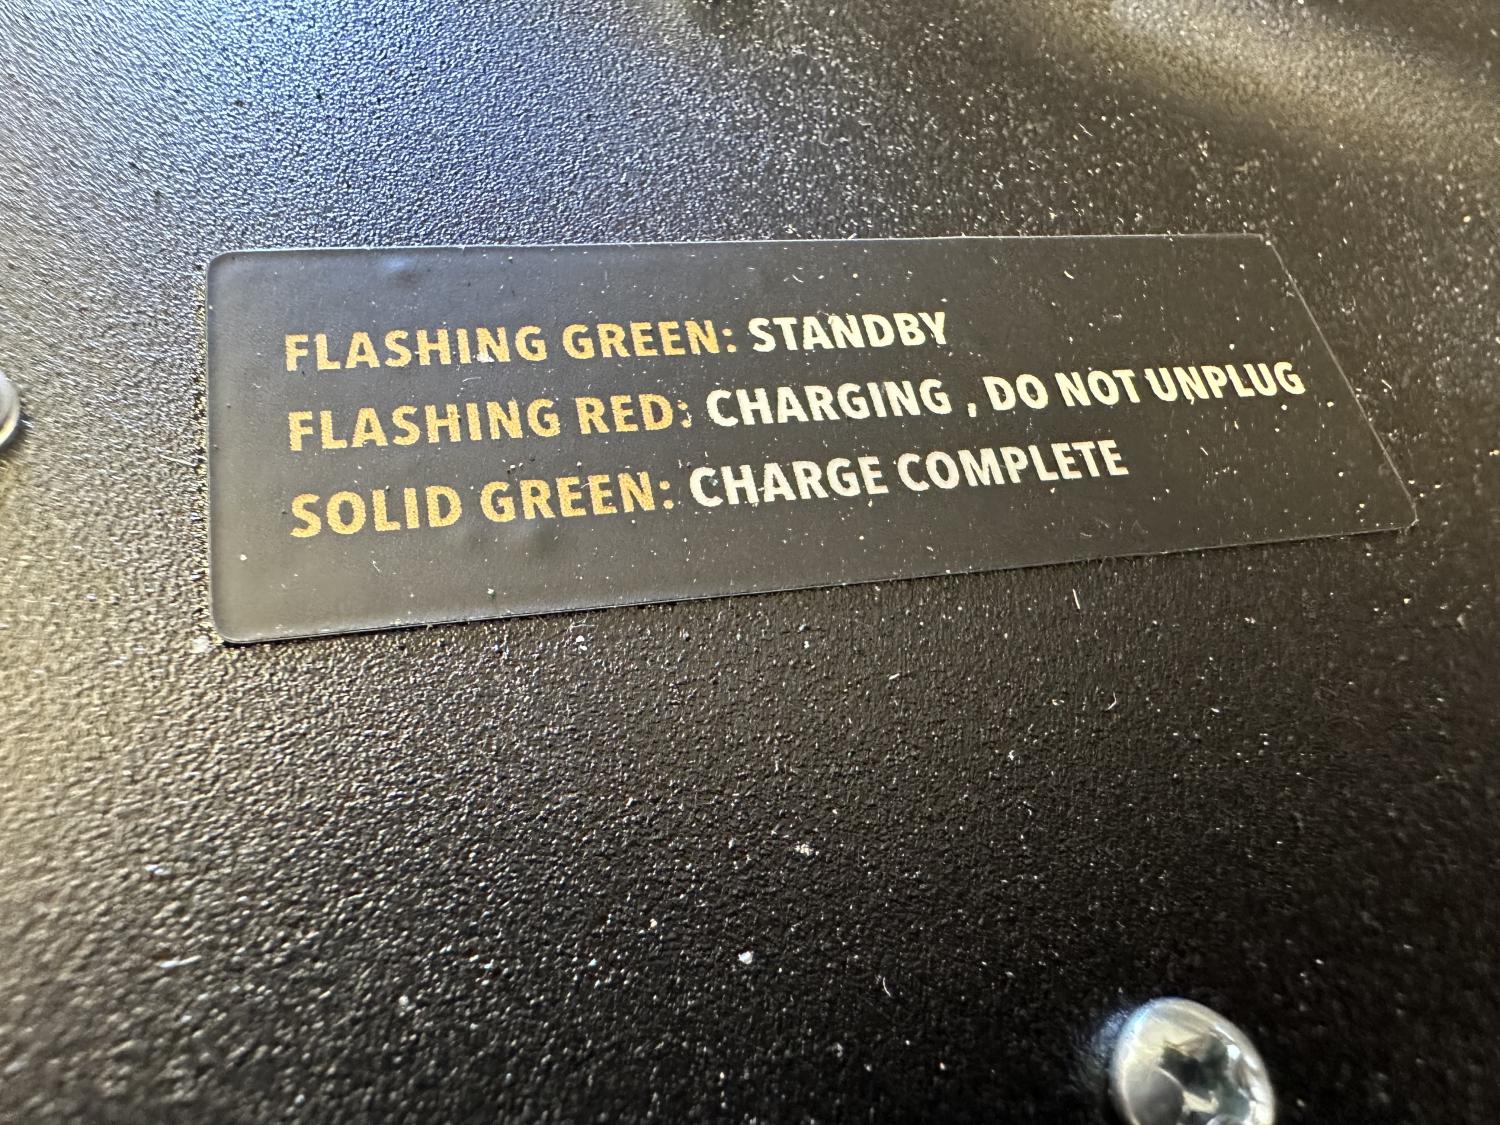 FLASHING GREEN: STANDBY
FLASHING RED: CHARGING , DO NOT UNPLUG
SOLID GREEN: CHARGE COMPLETE